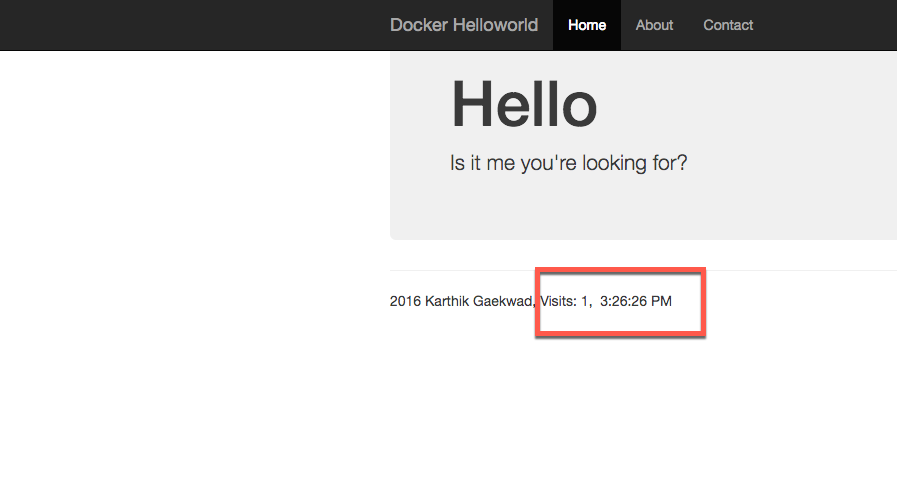 Docker Helloworld Home About Contact
Hello
Is it me you're looking for?
2016 Karthik Gaekwad, Visits: 1, 3:26:26 PM